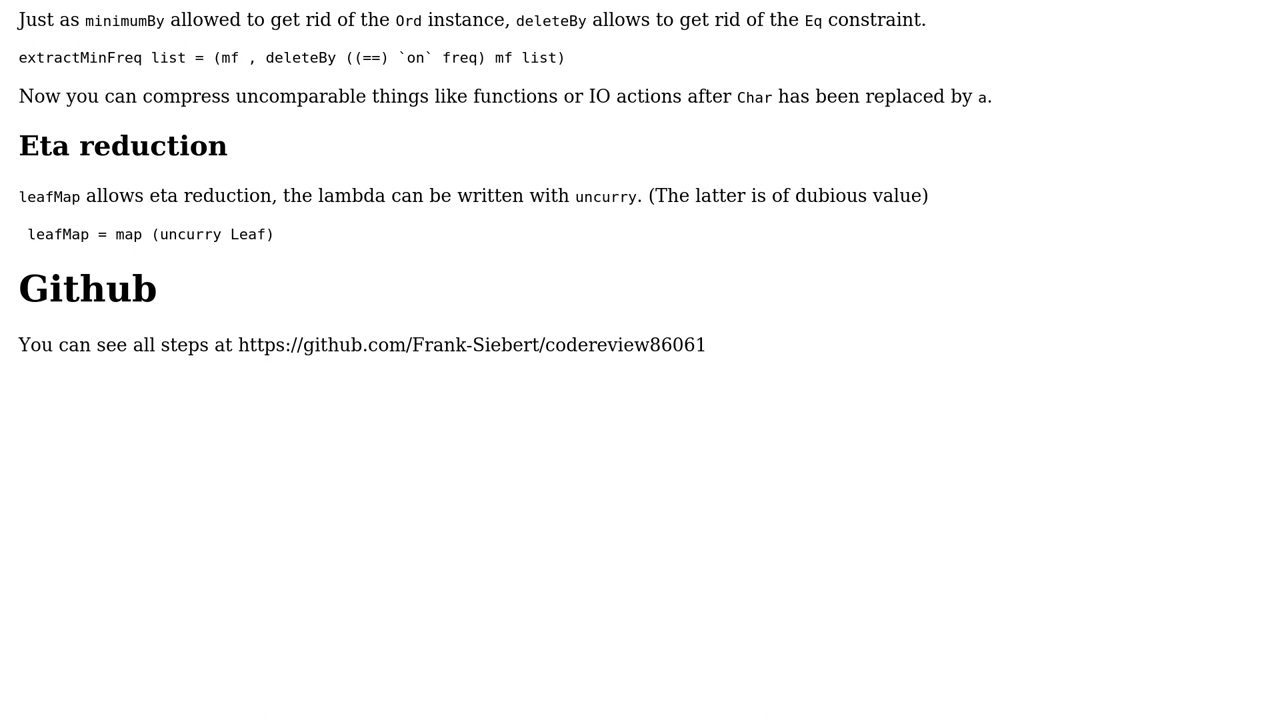 Just as minimumBy allowed to get rid of the Ord instance, deleteBy allows to get rid of the Eq constraint.
extractMinFreq list = (mf , deleteBy ((==) `on` freq) mf list)
Now you can compress uncomparable things like functions or IO actions after Char has been replaced by a.
Eta reduction
leafMap allows eta reduction, the lambda can be written with uncurry. (The latter is of dubious value)
leafMap = map (uncurry Leaf)
Github
You can see all steps at https://github.com/Frank-Siebert/codereview86061